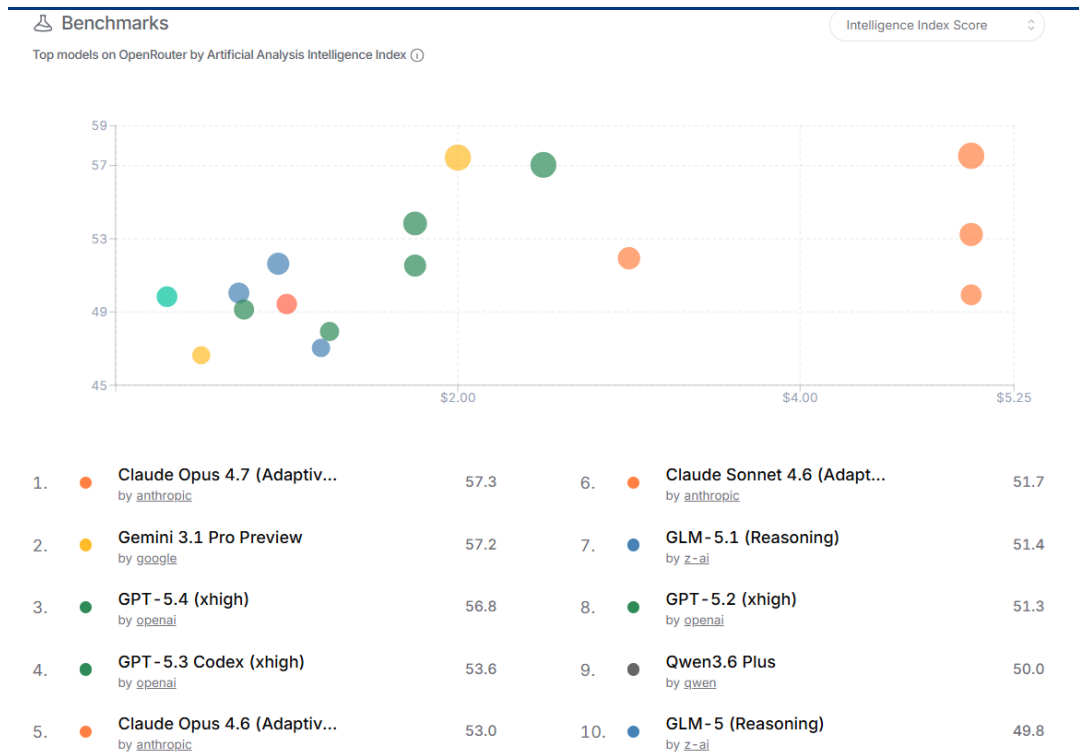 Benchmarks
Intelligence Index Score
Top models on OpenRouter by Artificial Analysis Intelligence Index
59
57
53
49
45
$2.00
$4.00
$5.25
1.
Claude Opus 4.7 (Adaptiv...
57.3
by anthropic
2.
Gemini 3.1 Pro Preview
57.2
by google
3.
GPT-5.4 (xhigh)
56.8
by openai
4.
GPT-5.3 Codex (xhigh)
53.6
by openai
5.
Claude Opus 4.6 (Adaptiv...
53.0
by anthropic
6.
Claude Sonnet 4.6 (Adapt...
51.7
by anthropic
7.
GLM-5.1 (Reasoning)
51.4
by z-ai
8.
GPT-5.2 (xhigh)
51.3
by openai
9.
Qwen3.6 Plus
50.0
by qwen
10.
GLM-5 (Reasoning)
49.8
by z-ai